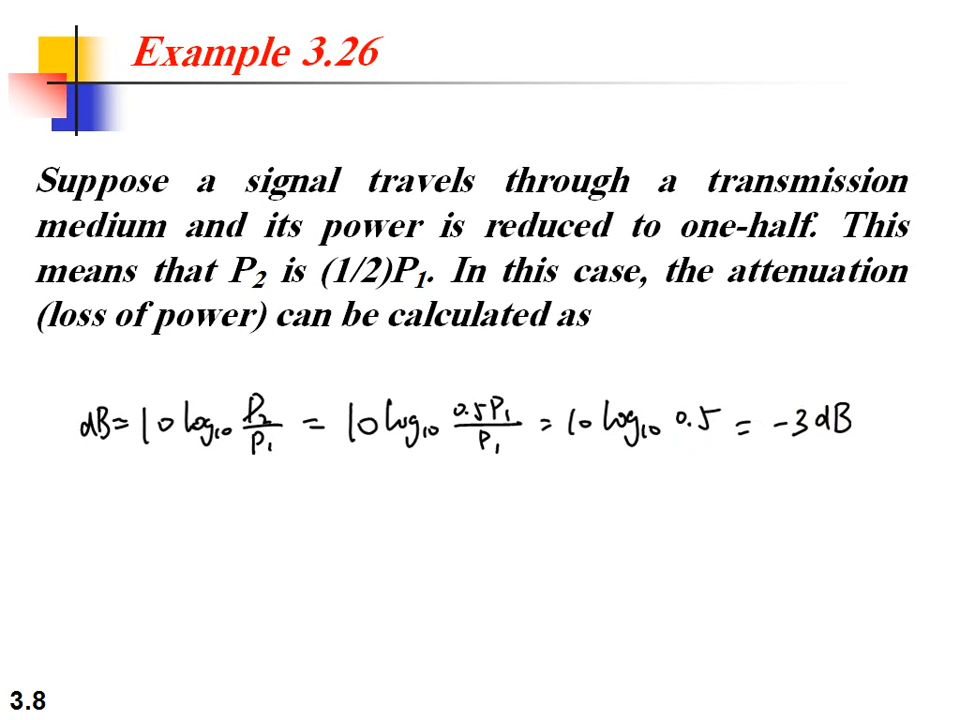 Example 3.26
Suppose a signal travels through a transmission
medium and its power is reduced to one-half. This
means that P₂ is (1/2)P₁. In this case, the attenuation
(loss of power) can be calculated as
dB = 10 log₁₀ P₂/P₁ = 10 log₁₀ 0.5P₁/P₁ = 10 log₁₀ 0.5 = -3 dB
3.8